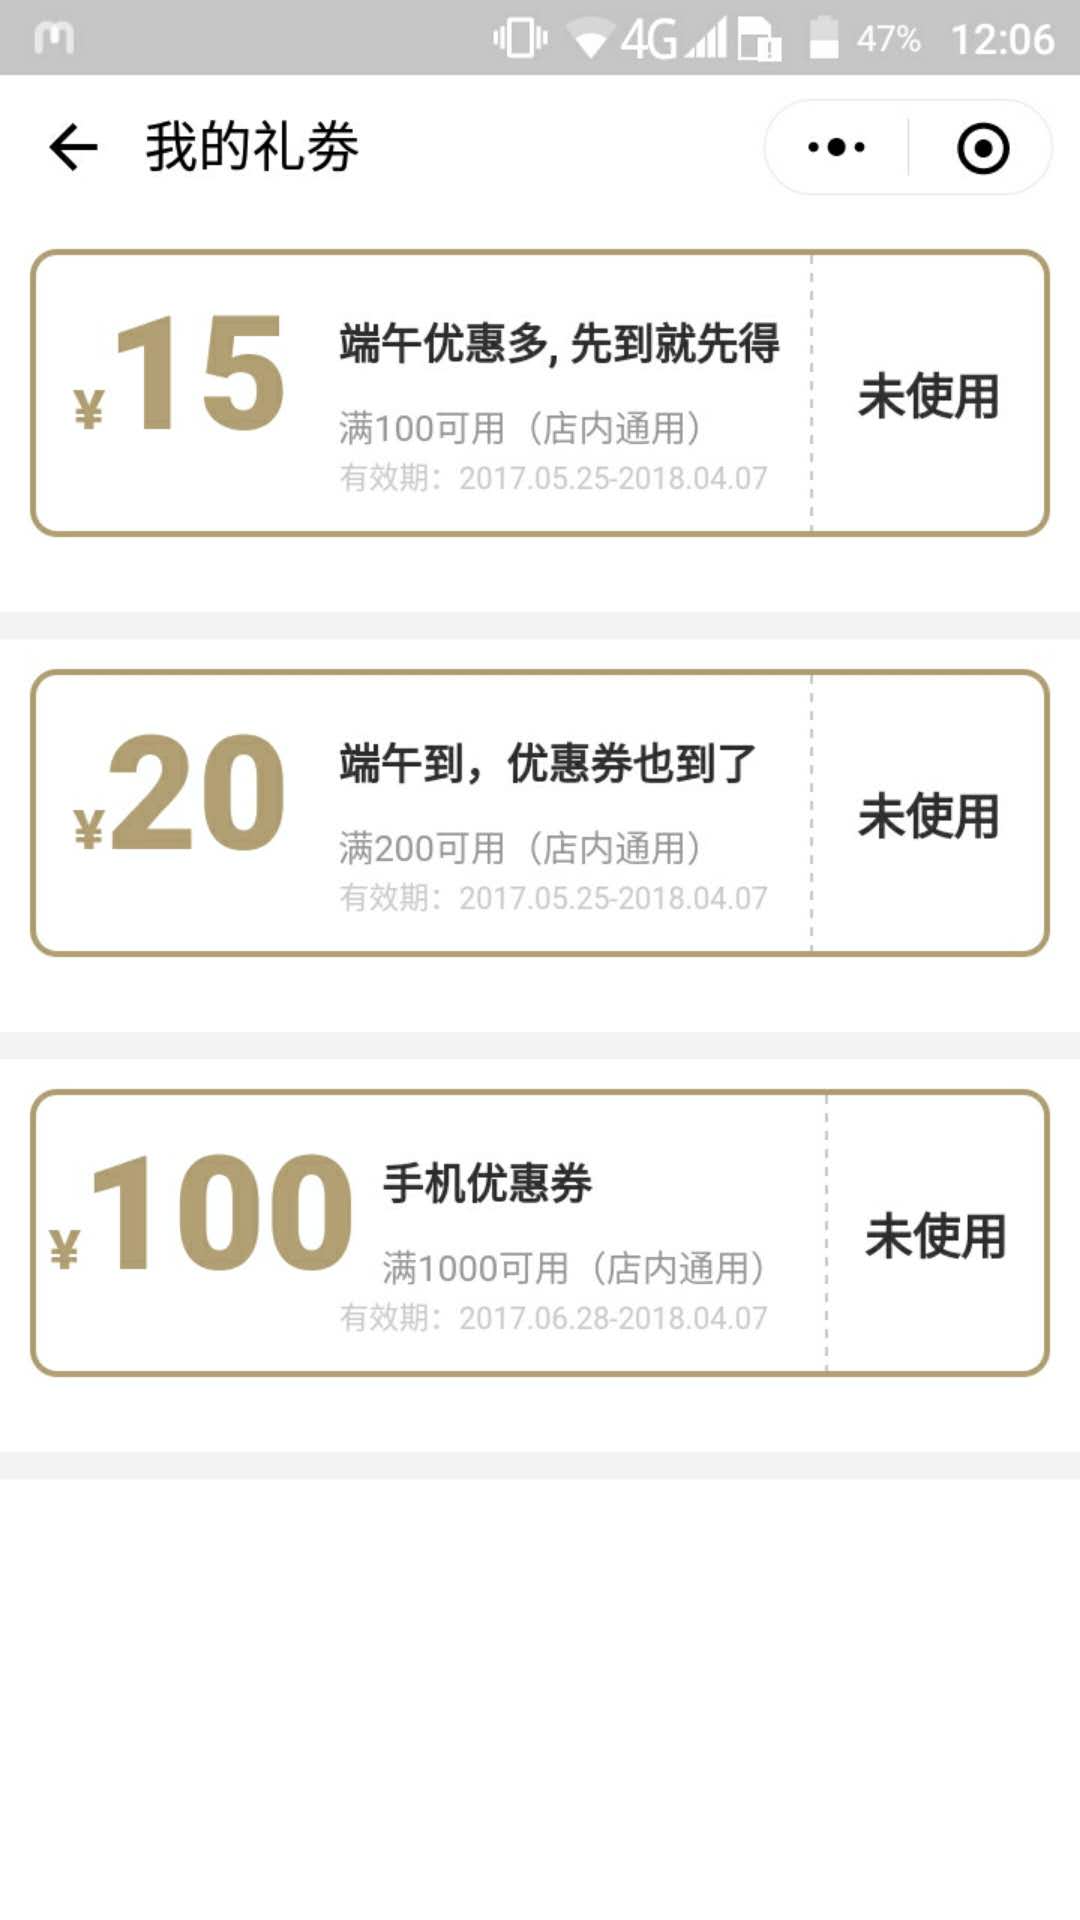 4G 47% 12:06
我的礼劵
¥15
端午优惠多, 先到就先得
满100可用（店内通用）
有效期：2017.05.25-2018.04.07
未使用
¥20
端午到，优惠券也到了
满200可用（店内通用）
有效期：2017.05.25-2018.04.07
未使用
¥100
手机优惠券
满1000可用（店内通用）
有效期：2017.06.28-2018.04.07
未使用